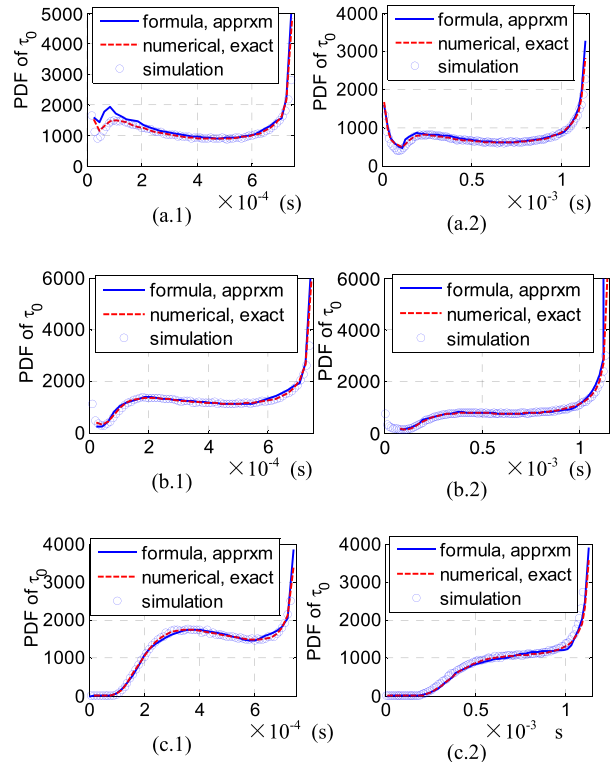 5000
4000
3000
2000
1000
0
PDF of τ0
formula, apprxm
numerical, exact
simulation
0 2 4 6
×10-4 (s)
(a.1)
4000
3000
2000
1000
0
PDF of τ0
formula, apprxm
numerical, exact
simulation
0 0.5 1
×10-3 (s)
(a.2)
6000
4000
2000
0
PDF of τ0
formula, apprxm
numerical, exact
simulation
0 2 4 6
×10-4 (s)
(b.1)
6000
4000
2000
0
PDF of τ0
formula, apprxm
numerical, exact
simulation
0 0.5 1
×10-3 (s)
(b.2)
4000
3000
2000
1000
0
PDF of τ0
formula, apprxm
numerical, exact
simulation
0 2 4 6
×10-4 (s)
(c.1)
4000
3000
2000
1000
0
PDF of τ0
formula, apprxm
numerical, exact
simulation
0 0.5 1
×10-3 s
(c.2)